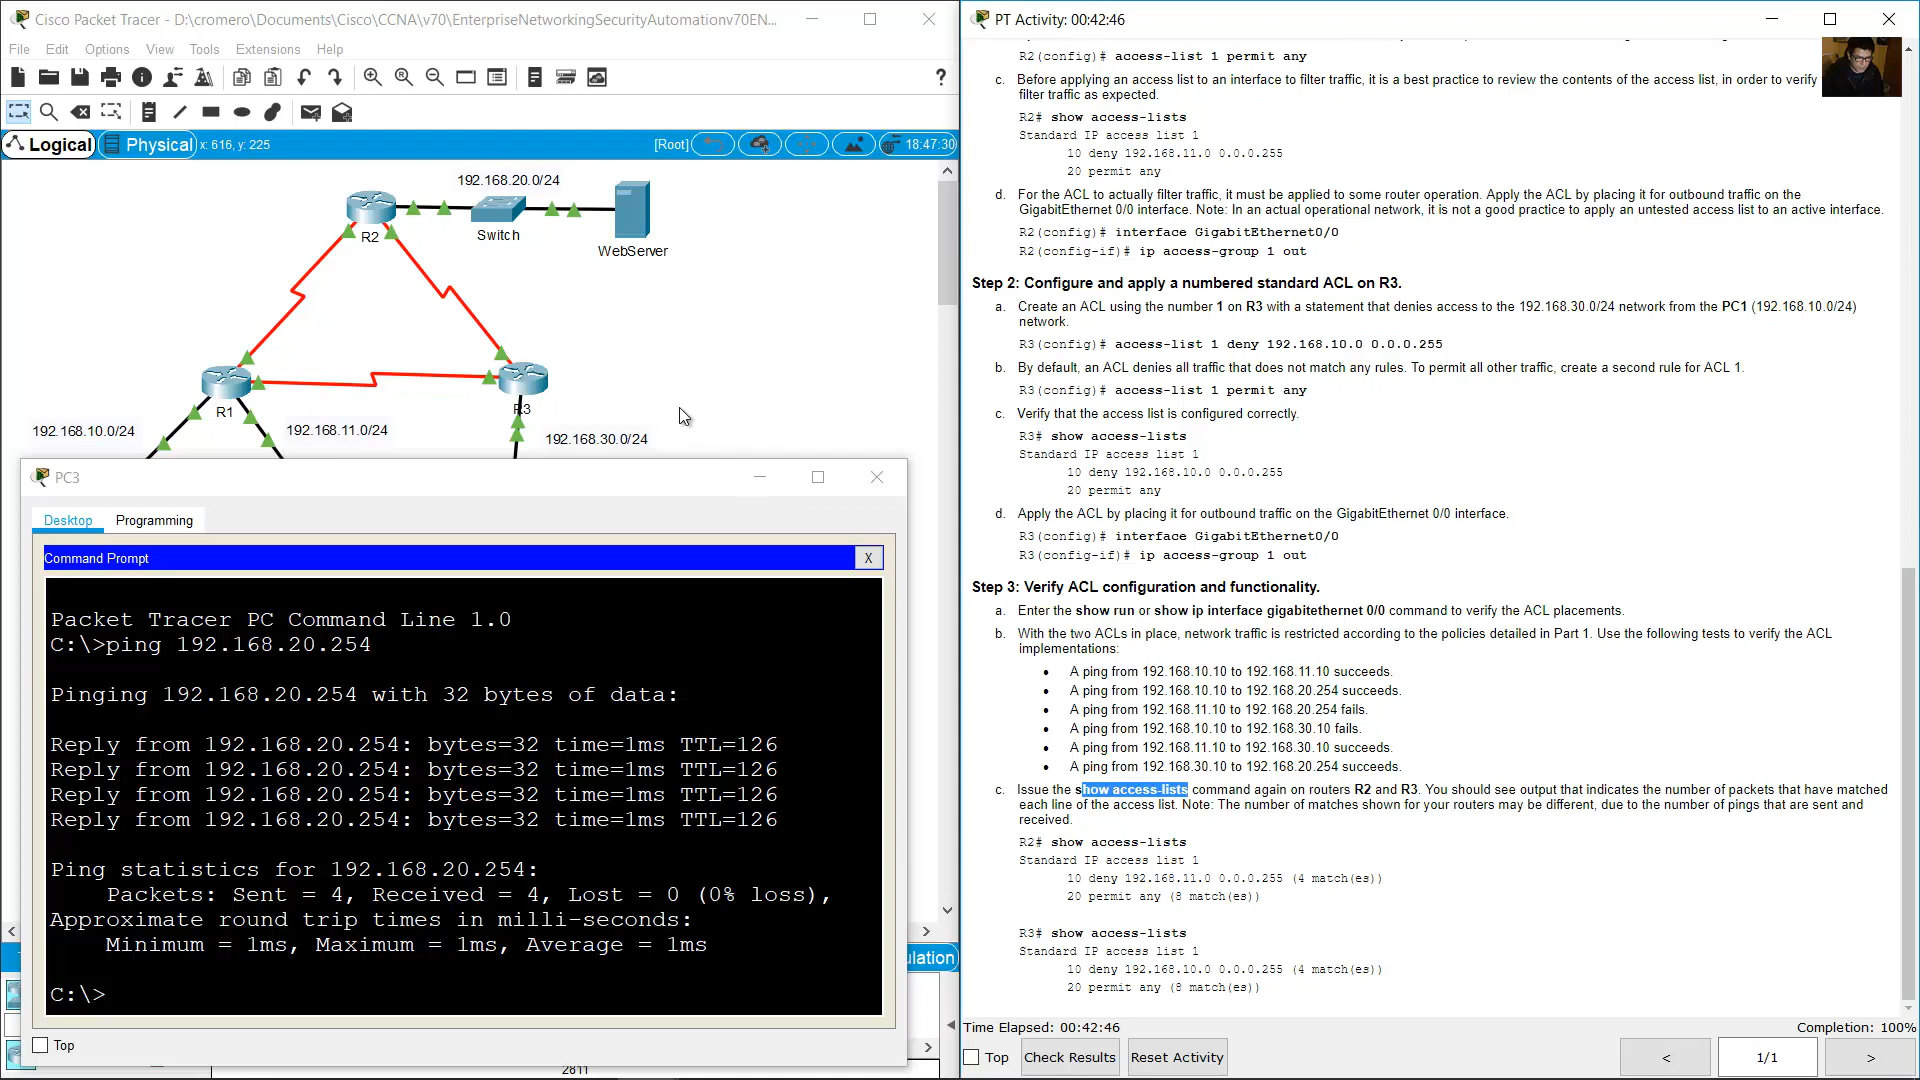 Cisco Packet Tracer - D:\cromero\Documents\Cisco\CCNA\v70\EnterpriseNetworkingSecurityAutomationv70EN...
File Edit Options View Tools Extensions Help
?
Logical Physical x: 616, y: 225 [Root] 18:47:30
192.168.20.0/24
R2
Switch
WebServer
R1
R3
192.168.10.0/24
192.168.11.0/24
192.168.30.0/24
PC3
Desktop Programming
Command Prompt X
Packet Tracer PC Command Line 1.0
C:\>ping 192.168.20.254
Pinging 192.168.20.254 with 32 bytes of data:
Reply from 192.168.20.254: bytes=32 time=1ms TTL=126
Reply from 192.168.20.254: bytes=32 time=1ms TTL=126
Reply from 192.168.20.254: bytes=32 time=1ms TTL=126
Reply from 192.168.20.254: bytes=32 time=1ms TTL=126
Ping statistics for 192.168.20.254:
Packets: Sent = 4, Received = 4, Lost = 0 (0% loss),
Approximate round trip times in milli-seconds:
Minimum = 1ms, Maximum = 1ms, Average = 1ms
C:\>
Top
ulation
2811
PT Activity: 00:42:46
R2(config)# access-list 1 permit any
c. Before applying an access list to an interface to filter traffic, it is a best practice to review the contents of the access list, in order to verify
filter traffic as expected.
R2# show access-lists
Standard IP access list 1
10 deny 192.168.11.0 0.0.0.255
20 permit any
d. For the ACL to actually filter traffic, it must be applied to some router operation. Apply the ACL by placing it for outbound traffic on the
GigabitEthernet 0/0 interface. Note: In an actual operational network, it is not a good practice to apply an untested access list to an active interface.
R2(config)# interface GigabitEthernet0/0
R2(config-if)# ip access-group 1 out
Step 2: Configure and apply a numbered standard ACL on R3.
a. Create an ACL using the number 1 on R3 with a statement that denies access to the 192.168.30.0/24 network from the PC1 (192.168.10.0/24)
network.
R3(config)# access-list 1 deny 192.168.10.0 0.0.0.255
b. By default, an ACL denies all traffic that does not match any rules. To permit all other traffic, create a second rule for ACL 1.
R3(config)# access-list 1 permit any
c. Verify that the access list is configured correctly.
R3# show access-lists
Standard IP access list 1
10 deny 192.168.10.0 0.0.0.255
20 permit any
d. Apply the ACL by placing it for outbound traffic on the GigabitEthernet 0/0 interface.
R3(config)# interface GigabitEthernet0/0
R3(config-if)# ip access-group 1 out
Step 3: Verify ACL configuration and functionality.
a. Enter the show run or show ip interface gigabitethernet 0/0 command to verify the ACL placements.
b. With the two ACLs in place, network traffic is restricted according to the policies detailed in Part 1. Use the following tests to verify the ACL
implementations:
• A ping from 192.168.10.10 to 192.168.11.10 succeeds.
• A ping from 192.168.10.10 to 192.168.20.254 succeeds.
• A ping from 192.168.11.10 to 192.168.20.254 fails.
• A ping from 192.168.10.10 to 192.168.30.10 fails.
• A ping from 192.168.11.10 to 192.168.30.10 succeeds.
• A ping from 192.168.30.10 to 192.168.20.254 succeeds.
c. Issue the show access-lists command again on routers R2 and R3. You should see output that indicates the number of packets that have matched
each line of the access list. Note: The number of matches shown for your routers may be different, due to the number of pings that are sent and
received.
R2# show access-lists
Standard IP access list 1
10 deny 192.168.11.0 0.0.0.255 (4 match(es))
20 permit any (8 match(es))
R3# show access-lists
Standard IP access list 1
10 deny 192.168.10.0 0.0.0.255 (4 match(es))
20 permit any (8 match(es))
Time Elapsed: 00:42:46 Completion: 100%
Top Check Results Reset Activity < 1/1 >